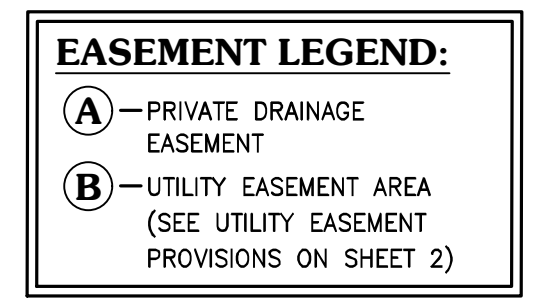 EASEMENT LEGEND:
A — PRIVATE DRAINAGE
EASEMENT
B — UTILITY EASEMENT AREA
(SEE UTILITY EASEMENT
PROVISIONS ON SHEET 2)